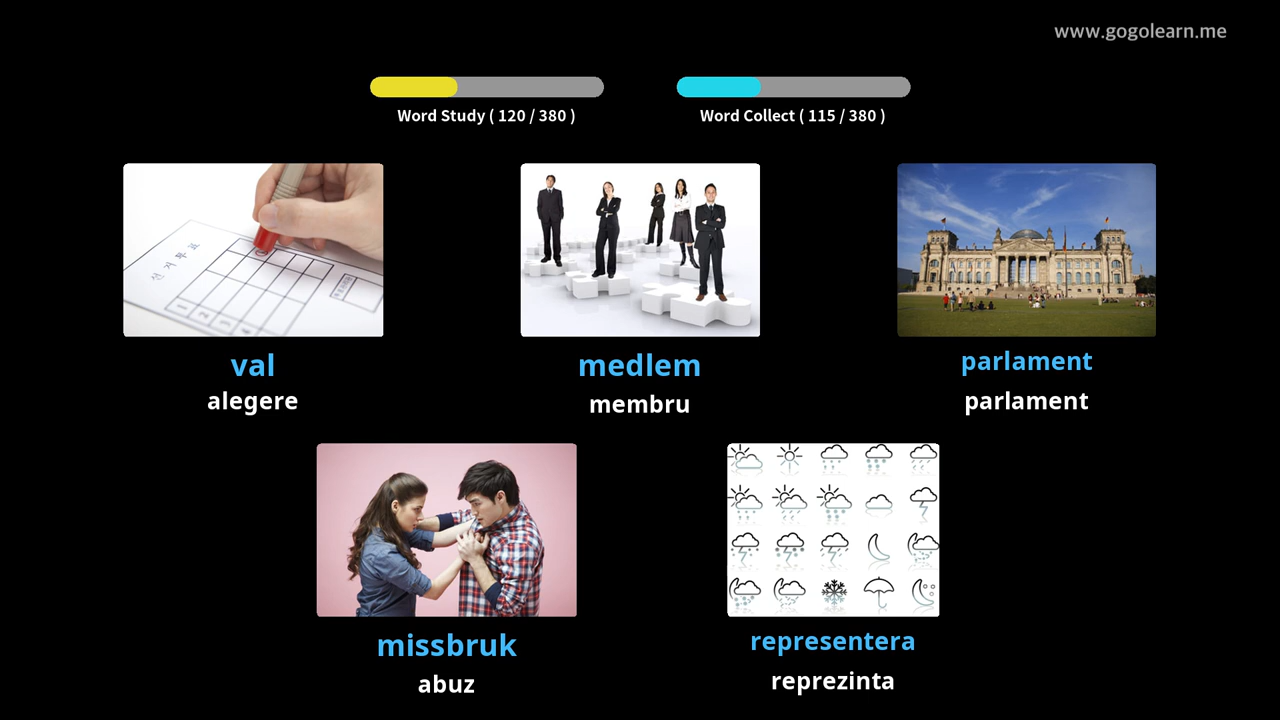 www.gogolearn.me
Word Study ( 120 / 380 )
Word Collect ( 115 / 380 )
val
alegere
medlem
membru
parlament
parlament
missbruk
abuz
representera
reprezinta